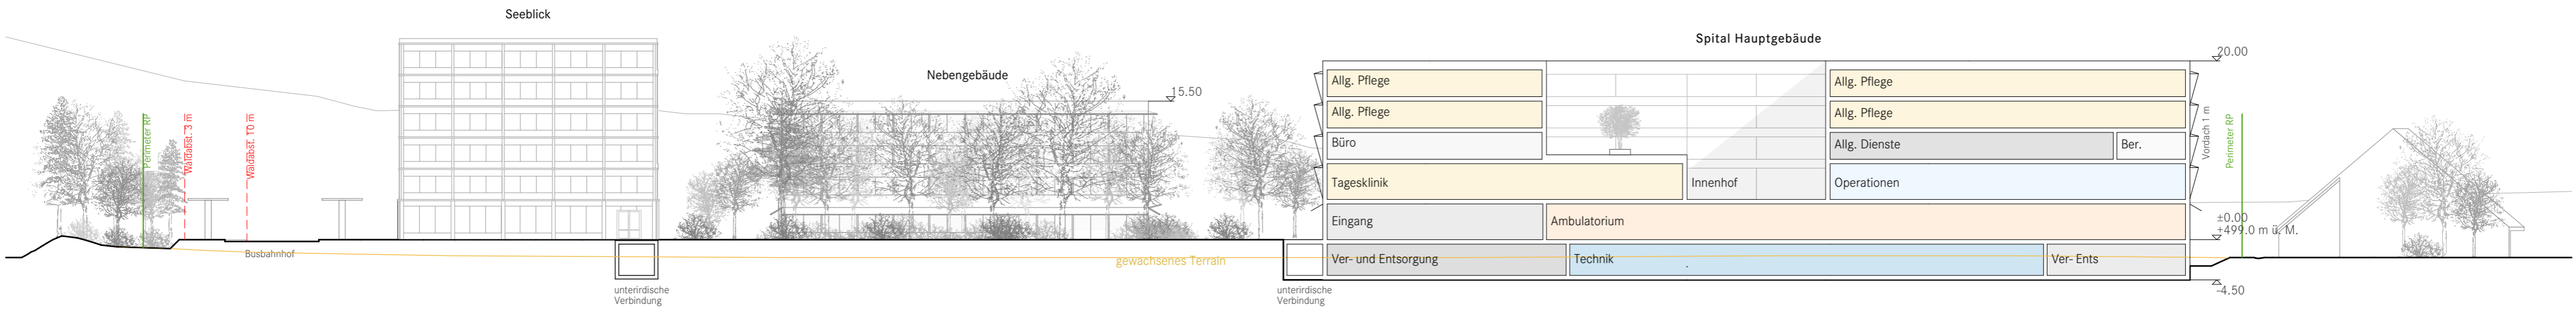 Seeblick
Nebengebäude
Spital Hauptgebäude
20.00
15.50
Allg. Pflege
Allg. Pflege
Allg. Pflege
Allg. Pflege
Büro
Allg. Dienste
Ber.
Tagesklinik
Innenhof
Operationen
Eingang
Ambulatorium
Ver- und Entsorgung
Technik
Ver- Ents
Perimeter RP
Waldabst. 3 m
Waldabst. 10 m
Busbahnhof
unterirdische
Verbindung
gewachsenes Terrain
unterirdische
Verbindung
Vordach 1 m
Perimeter RP
±0.00
+499.0 m ü. M.
-4.50